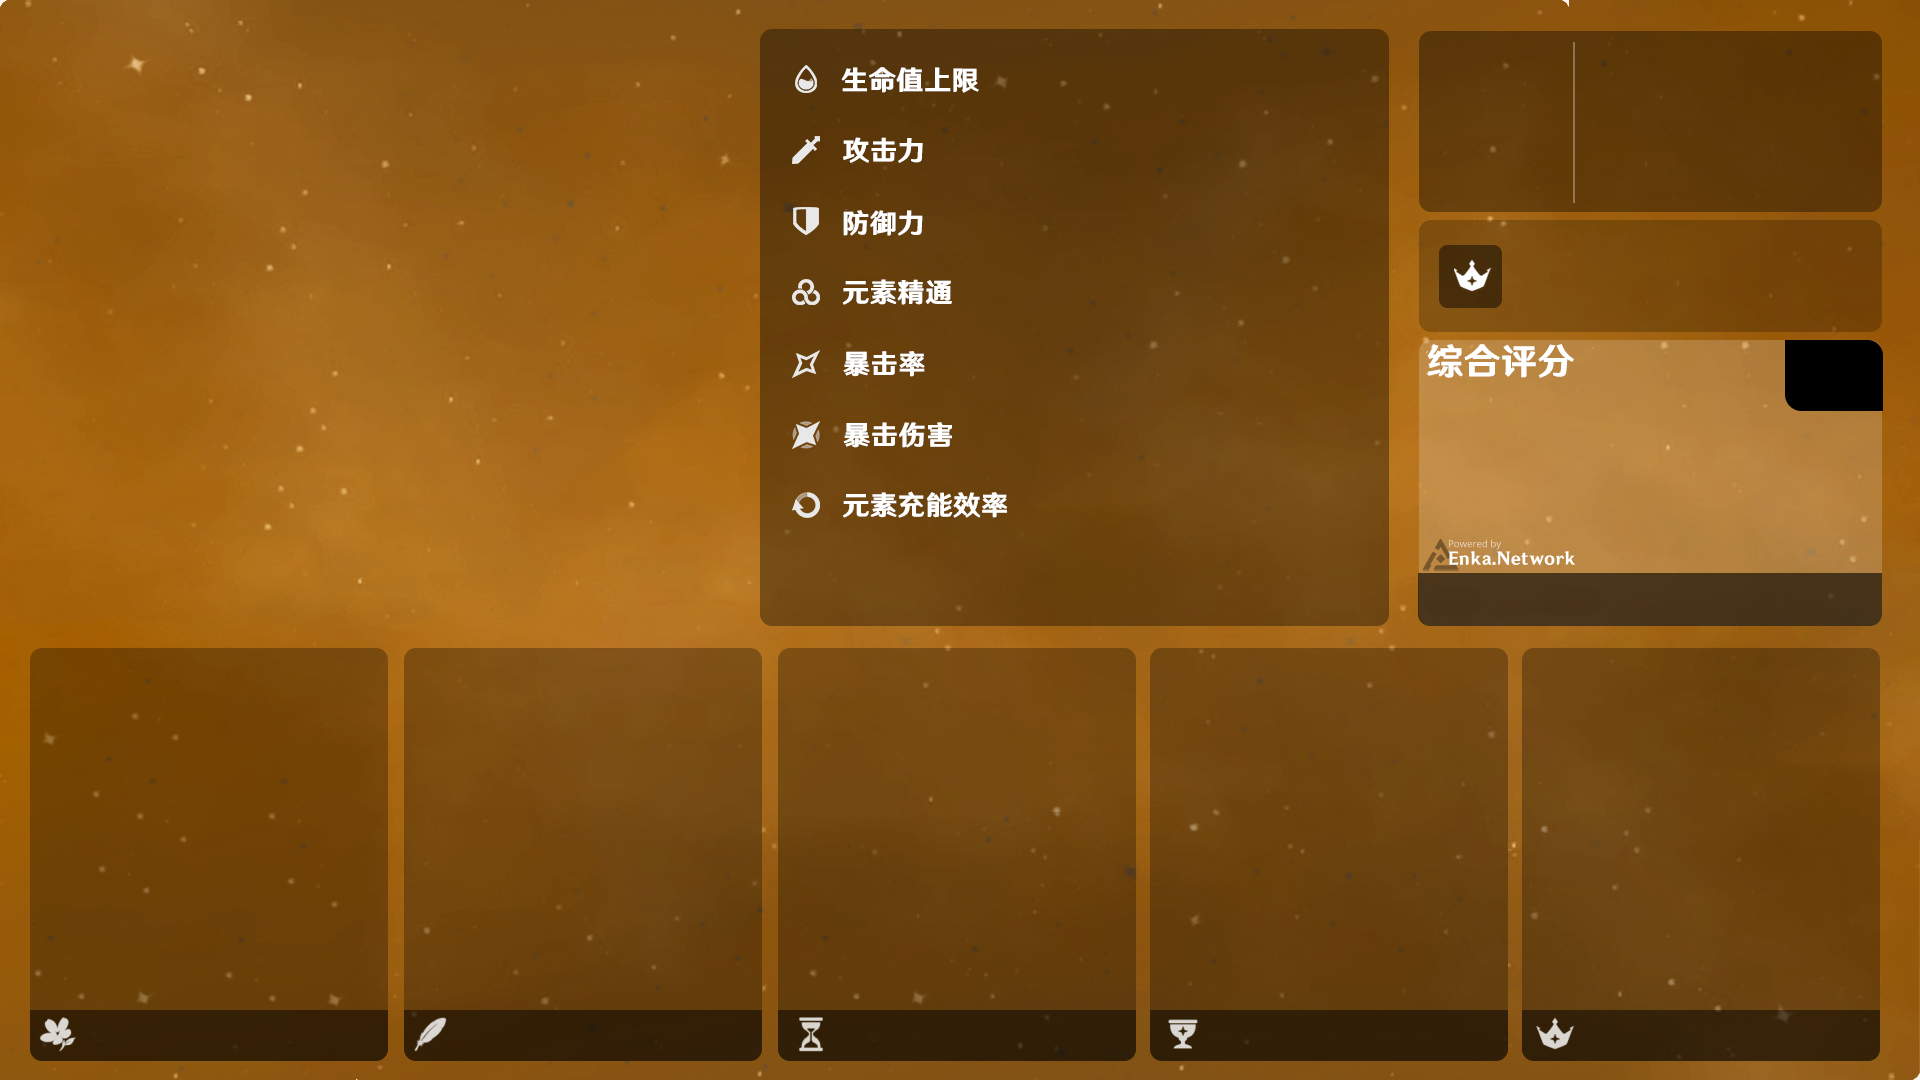 生命值上限
攻击力
防御力
元素精通
暴击率
暴击伤害
元素充能效率
综合评分
Powered by
Enka.Network